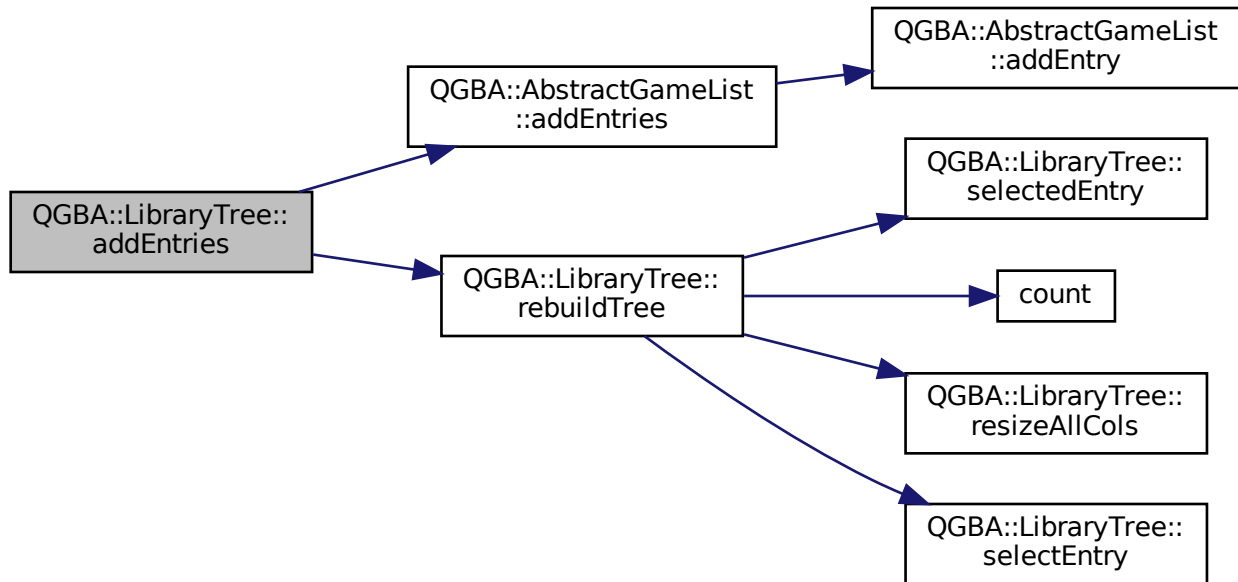 QGBA::LibraryTree::
addEntries
QGBA::AbstractGameList
::addEntries
QGBA::AbstractGameList
::addEntry
QGBA::LibraryTree::
rebuildTree
QGBA::LibraryTree::
selectedEntry
count
QGBA::LibraryTree::
resizeAllCols
QGBA::LibraryTree::
selectEntry